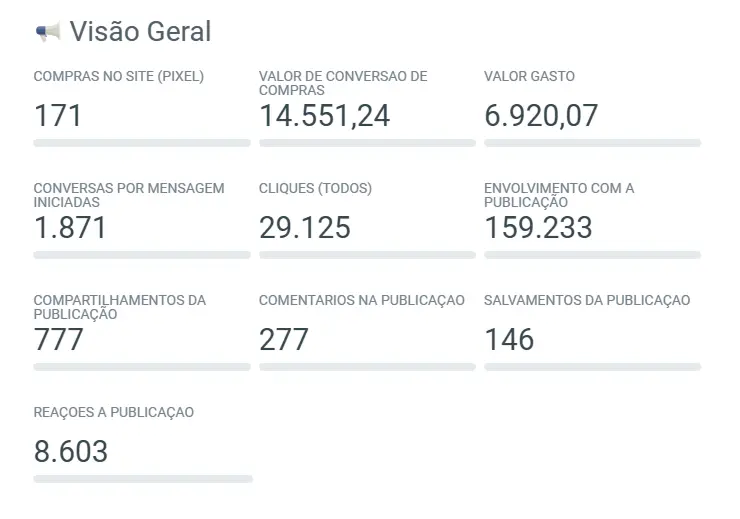 Visão Geral
COMPRAS NO SITE (PIXEL)
171
VALOR DE CONVERSAO DE
COMPRAS
14.551,24
VALOR GASTO
6.920,07
CONVERSAS POR MENSAGEM
INICIADAS
1.871
CLIQUES (TODOS)
29.125
ENVOLVIMENTO COM A
PUBLICAÇÃO
159.233
COMPARTILHAMENTOS DA
PUBLICAÇÃO
777
COMENTARIOS NA PUBLICAÇAO
277
SALVAMENTOS DA PUBLICAÇAO
146
REAÇOES A PUBLICAÇAO
8.603